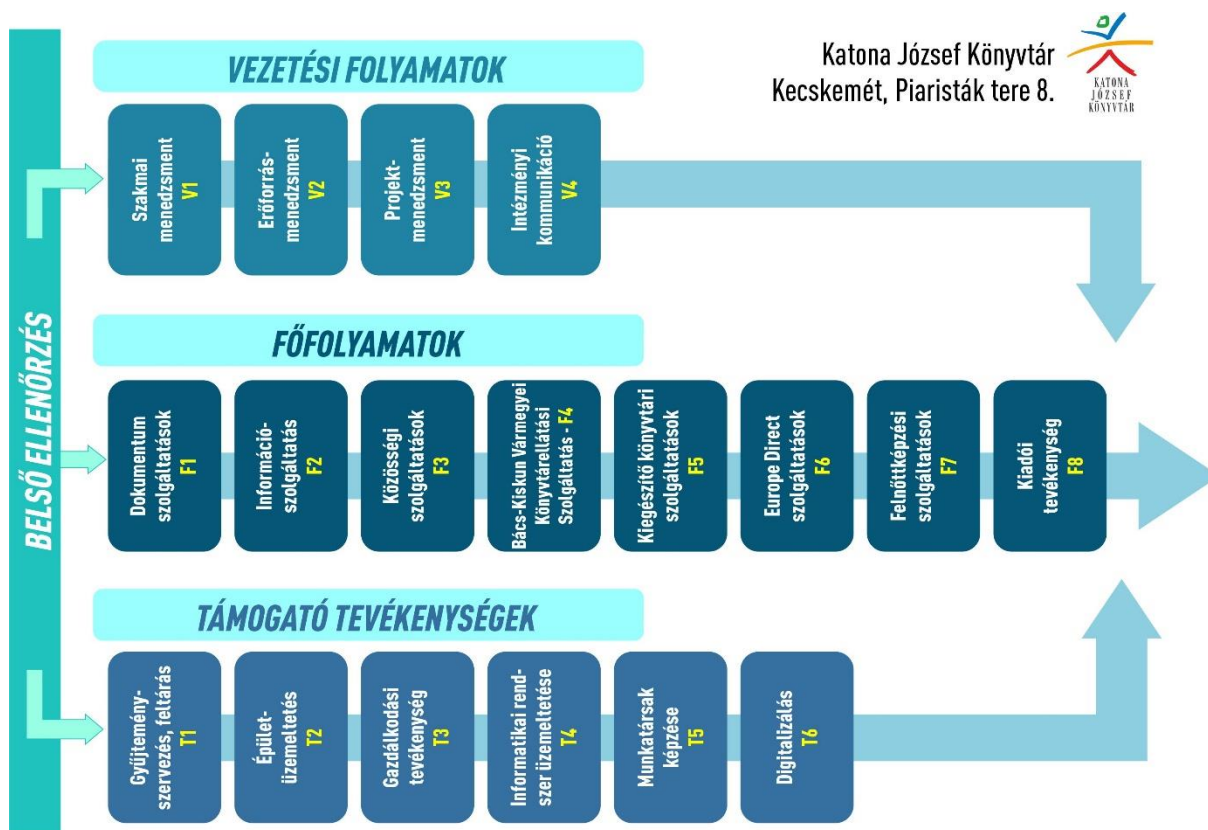 Katona József Könyvtár
Kecskemét, Piaristák tere 8.
KATONA
JÓZSEF
KÖNYVTÁR
BELSŐ ELLENŐRZÉS
VEZETÉSI FOLYAMATOK
Szakmai
menedzsment
V1
Erőforrás-
menedzsment
V2
Projekt-
menedzsment
V3
Intézményi
kommunikáció
V4
FŐFOLYAMATOK
Dokumentum
szolgáltatások
F1
Információ-
szolgáltatás
F2
Közösségi
szolgáltatások
F3
Bács-Kiskun Vármegyei
Könyvtárellátási
Szolgáltatás - F4
Kiegészítő könyvtári
szolgáltatások
F5
Europe Direct
szolgáltatások
F6
Felnőttképzési
szolgáltatások
F7
Kiadói
tevékenység
F8
TÁMOGATÓ TEVÉKENYSÉGEK
Gyűjtemény-
szervezés, feltárás
T1
Épület-
üzemeltetés
T2
Gazdálkodási
tevékenység
T3
Informatikai rend-
szer üzemeltetése
T4
Munkatársak
képzése
T5
Digitalizálás
T6